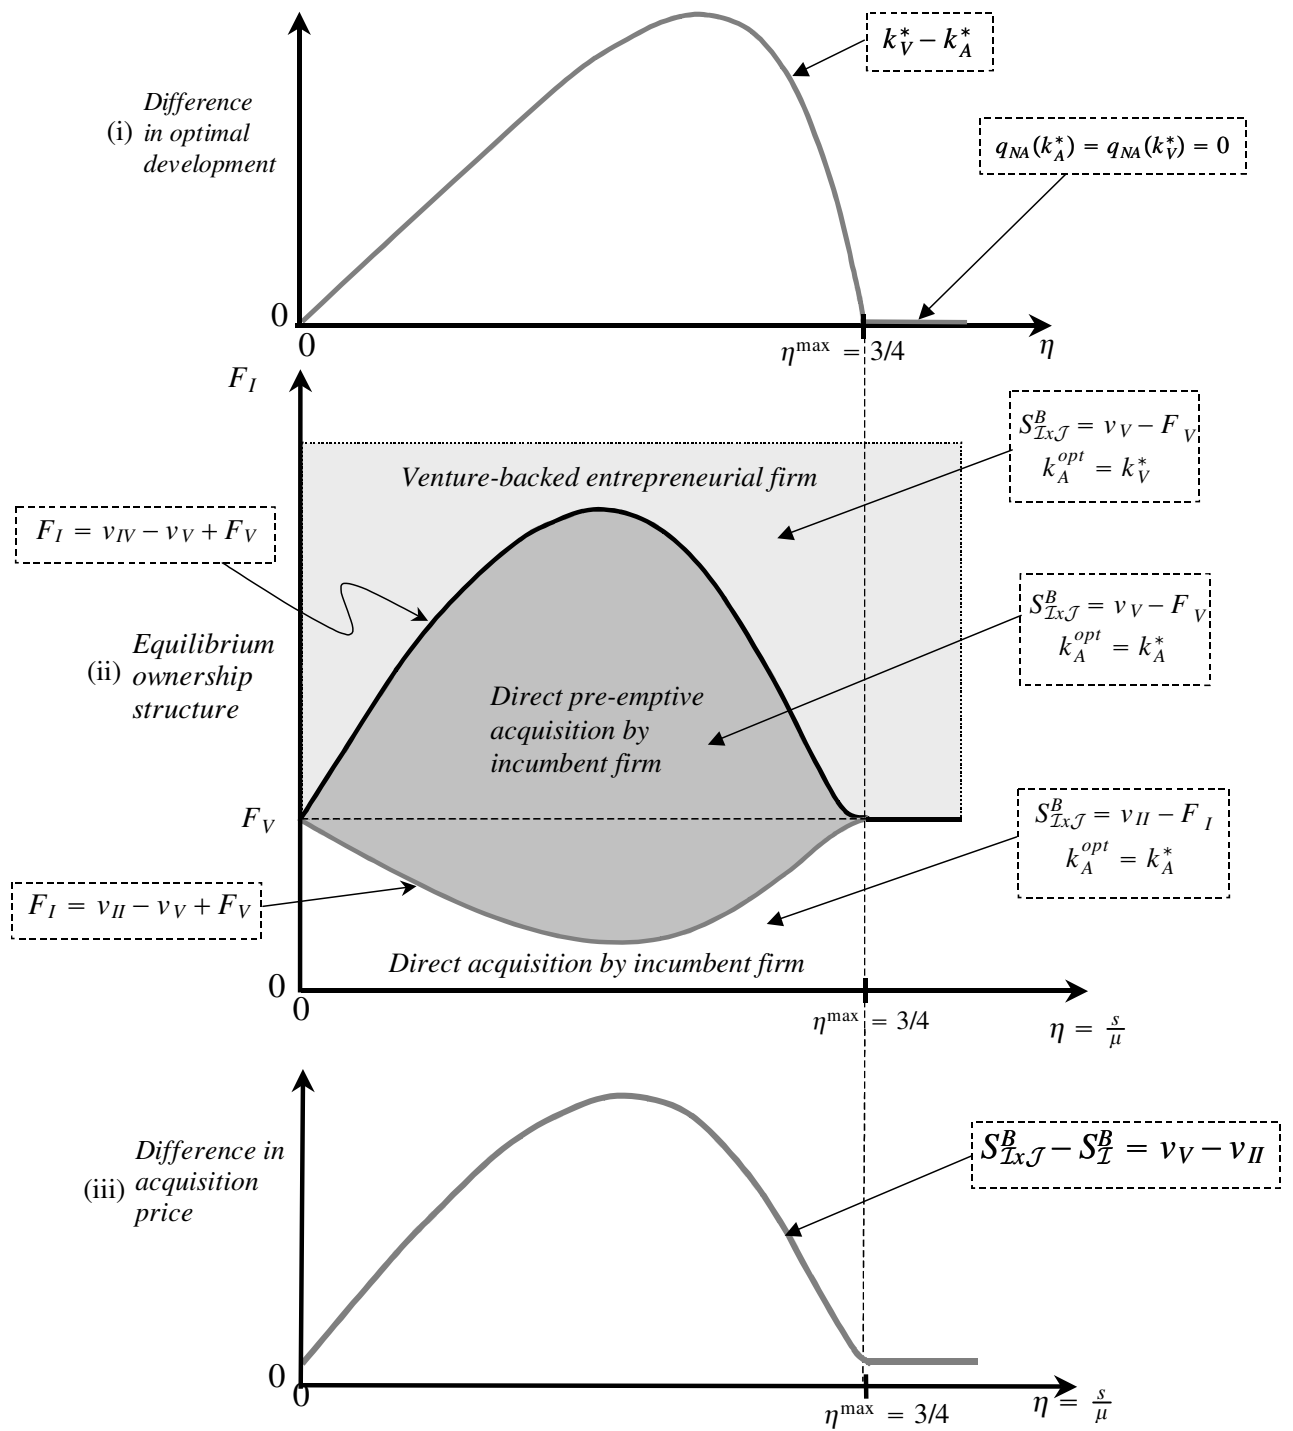 k*_V − k*_A
Difference
(i) in optimal
development
q_NA(k*_A) = q_NA(k*_V) = 0
0
0
η^max = 3/4
η
F_I
S^B_ℐx𝒥 = v_V − F_V
k^opt_A = k*_V
Venture-backed entrepreneurial firm
F_I = v_IV − v_V + F_V
S^B_ℐx𝒥 = v_V − F_V
k^opt_A = k*_A
Equilibrium
(ii) ownership
structure
Direct pre-emptive
acquisition by
incumbent firm
F_V
S^B_ℐx𝒥 = v_II − F_I
k^opt_A = k*_A
F_I = v_II − v_V + F_V
Direct acquisition by incumbent firm
0
0
η^max = 3/4
η = s/μ
Difference in
(iii) acquisition
price
S^B_ℐx𝒥 − S^B_ℐ = v_V − v_II
0
0
η^max = 3/4
η = s/μ